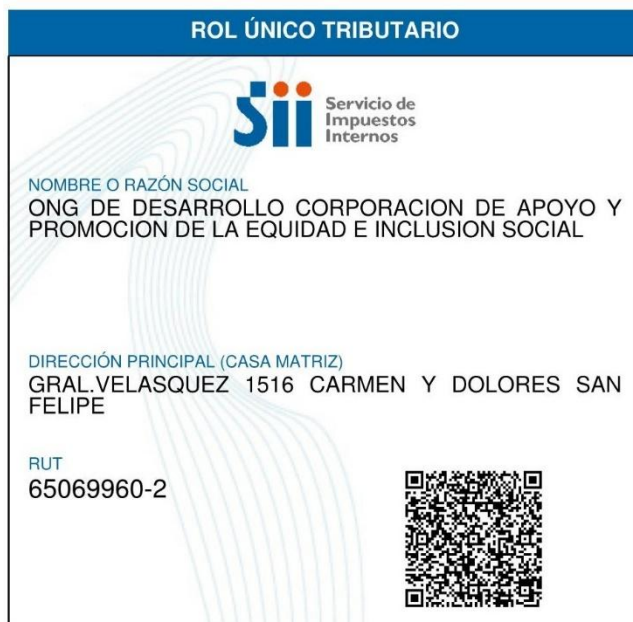 ROL ÚNICO TRIBUTARIO
Sii Servicio de
Impuestos
Internos
NOMBRE O RAZÓN SOCIAL
ONG DE DESARROLLO CORPORACION DE APOYO Y
PROMOCION DE LA EQUIDAD E INCLUSION SOCIAL
DIRECCIÓN PRINCIPAL (CASA MATRIZ)
GRAL.VELASQUEZ 1516 CARMEN Y DOLORES SAN
FELIPE
RUT
65069960-2